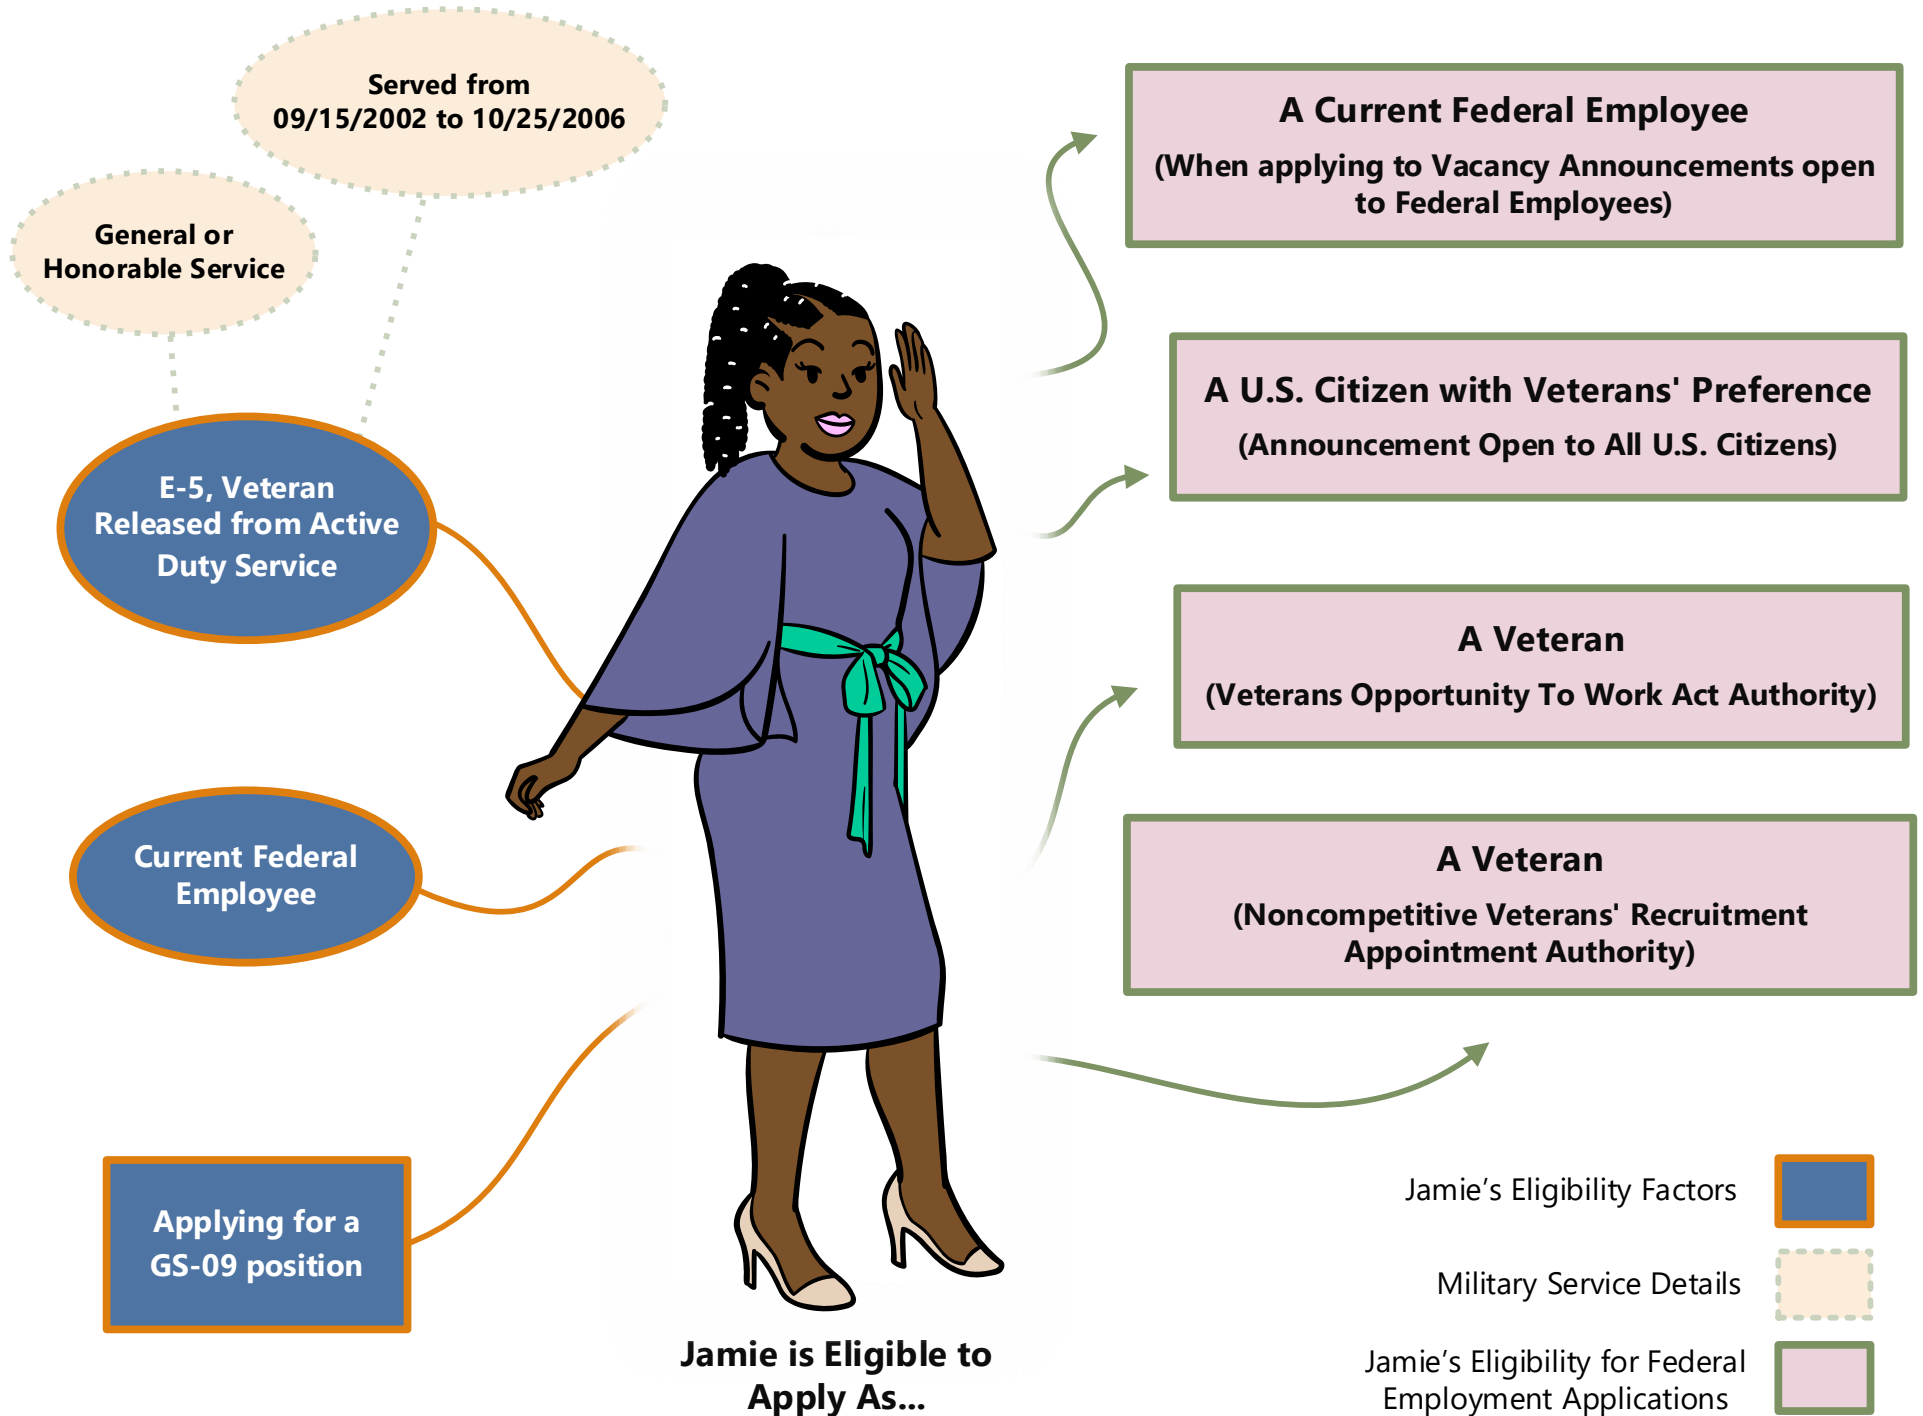 Served from
09/15/2002 to 10/25/2006
General or
Honorable Service
E-5, Veteran
Released from Active
Duty Service
Current Federal
Employee
Applying for a
GS-09 position
Jamie is Eligible to
Apply As...
A Current Federal Employee
(When applying to Vacancy Announcements open
to Federal Employees)
A U.S. Citizen with Veterans' Preference
(Announcement Open to All U.S. Citizens)
A Veteran
(Veterans Opportunity To Work Act Authority)
A Veteran
(Noncompetitive Veterans' Recruitment
Appointment Authority)
Jamie’s Eligibility Factors
Military Service Details
Jamie’s Eligibility for Federal
Employment Applications